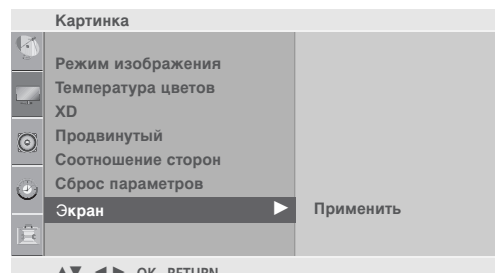 Картинка
Режим изображения
Температура цветов
XD
Продвинутый
Соотношение сторон
Сброс параметров
Экран ▶ Применить
▲▼ ◀ ▶ OK RETURN